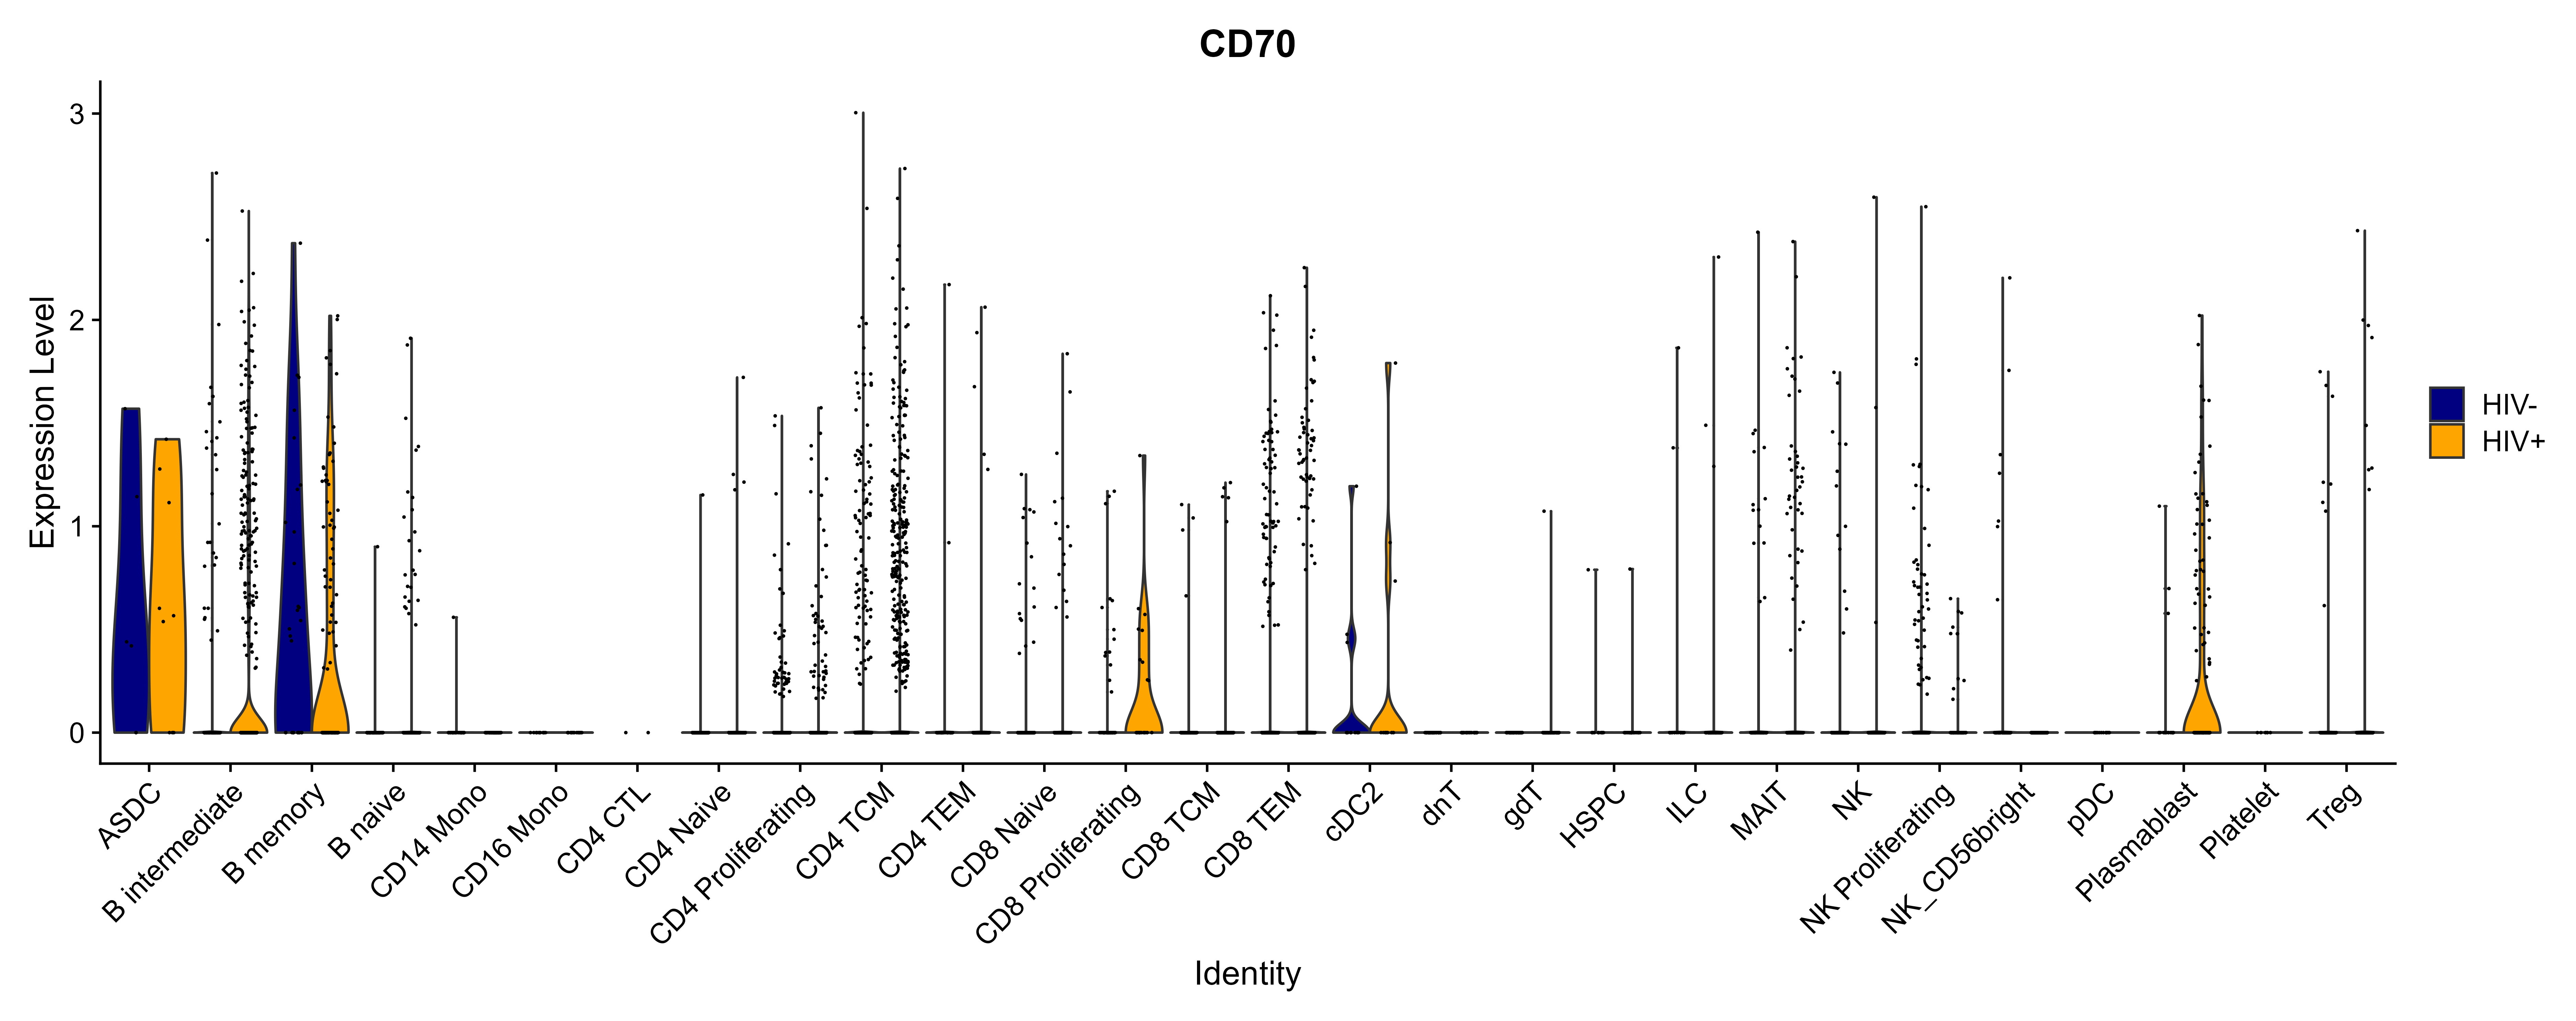 CD70
Expression Level
3
2
1
0
ASDC
B intermediate
B memory
B naive
CD14 Mono
CD16 Mono
CD4 CTL
CD4 Naive
CD4 Proliferating
CD4 TCM
CD4 TEM
CD8 Naive
CD8 Proliferating
CD8 TCM
CD8 TEM
cDC2
dnT
gdT
HSPC
ILC
MAIT
NK
NK Proliferating
NK_CD56bright
pDC
Plasmablast
Platelet
Treg
Identity
HIV-
HIV+